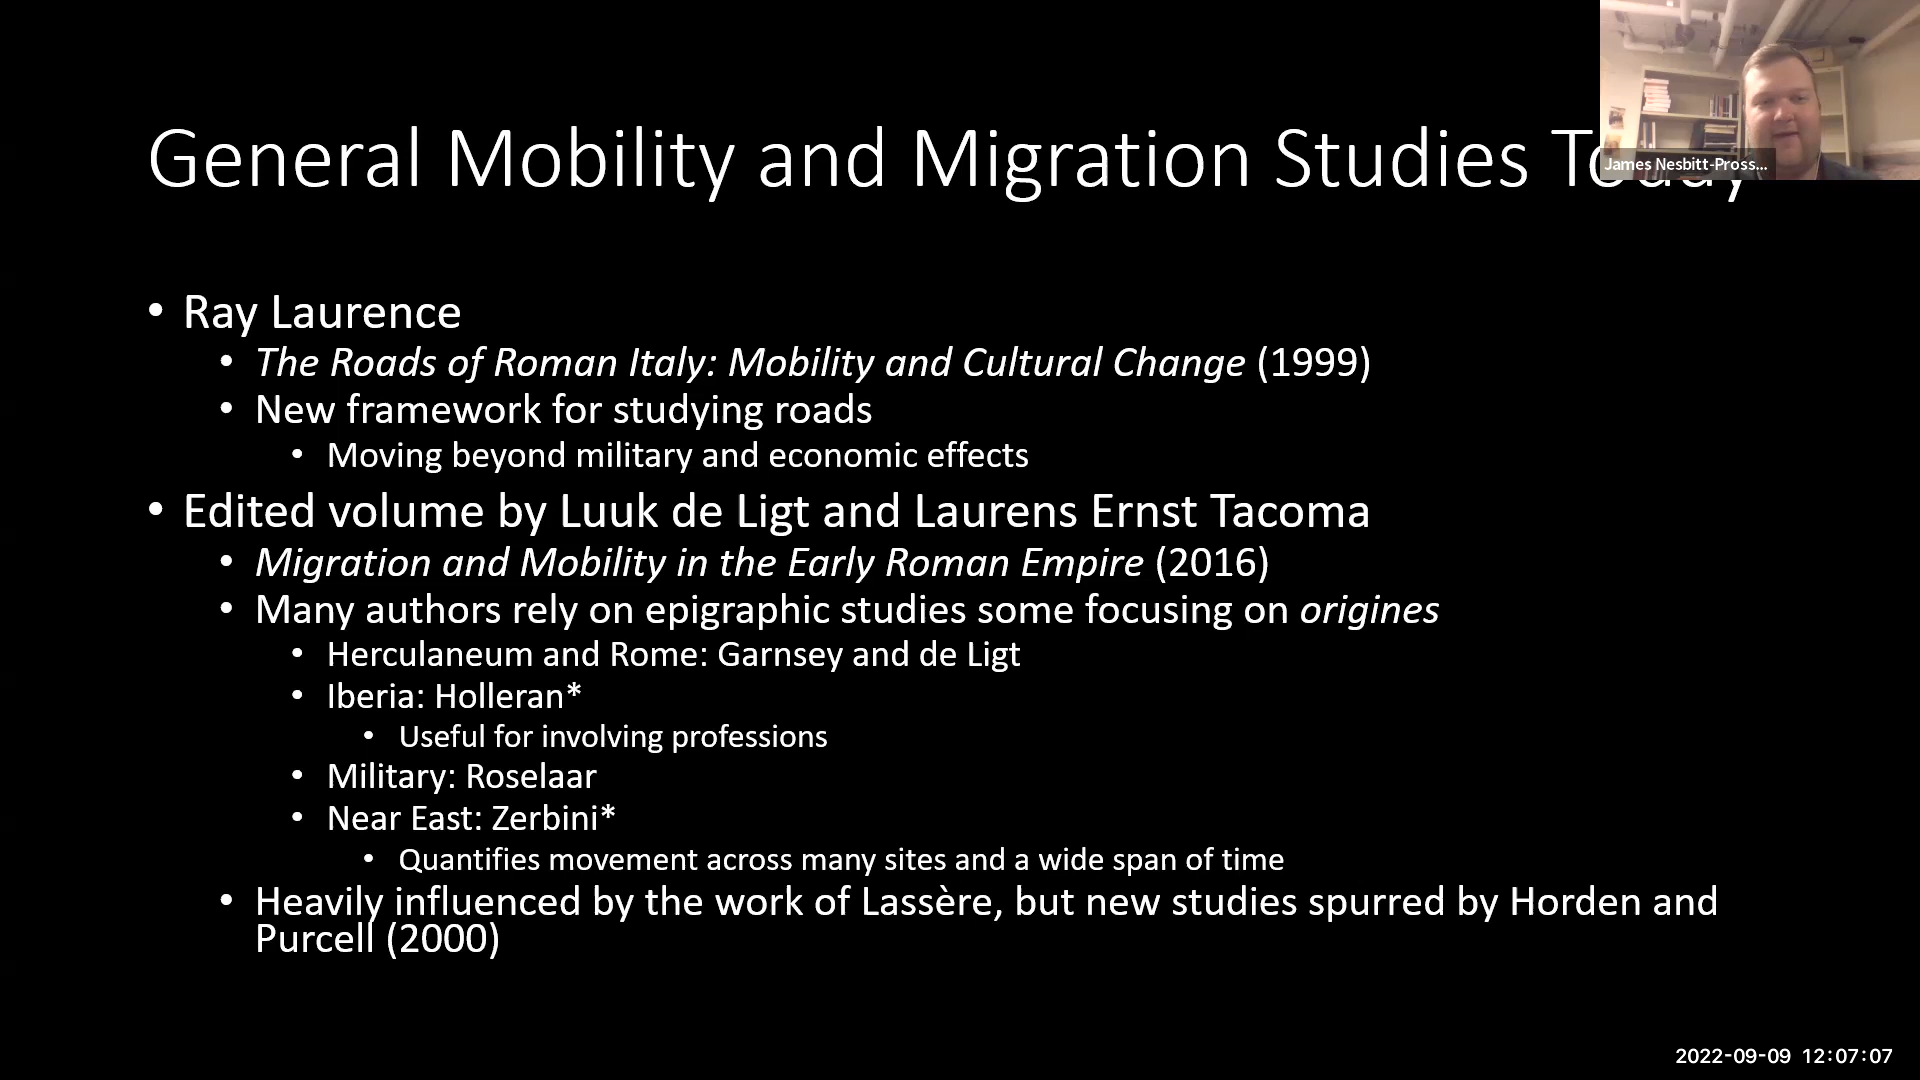 General Mobility and Migration Studies Today
James Nesbitt-Pross...
• Ray Laurence
• The Roads of Roman Italy: Mobility and Cultural Change (1999)
• New framework for studying roads
• Moving beyond military and economic effects
• Edited volume by Luuk de Ligt and Laurens Ernst Tacoma
• Migration and Mobility in the Early Roman Empire (2016)
• Many authors rely on epigraphic studies some focusing on origines
• Herculaneum and Rome: Garnsey and de Ligt
• Iberia: Holleran*
• Useful for involving professions
• Military: Roselaar
• Near East: Zerbini*
• Quantifies movement across many sites and a wide span of time
• Heavily influenced by the work of Lassère, but new studies spurred by Horden and
Purcell (2000)
2022-09-09 12:07:07